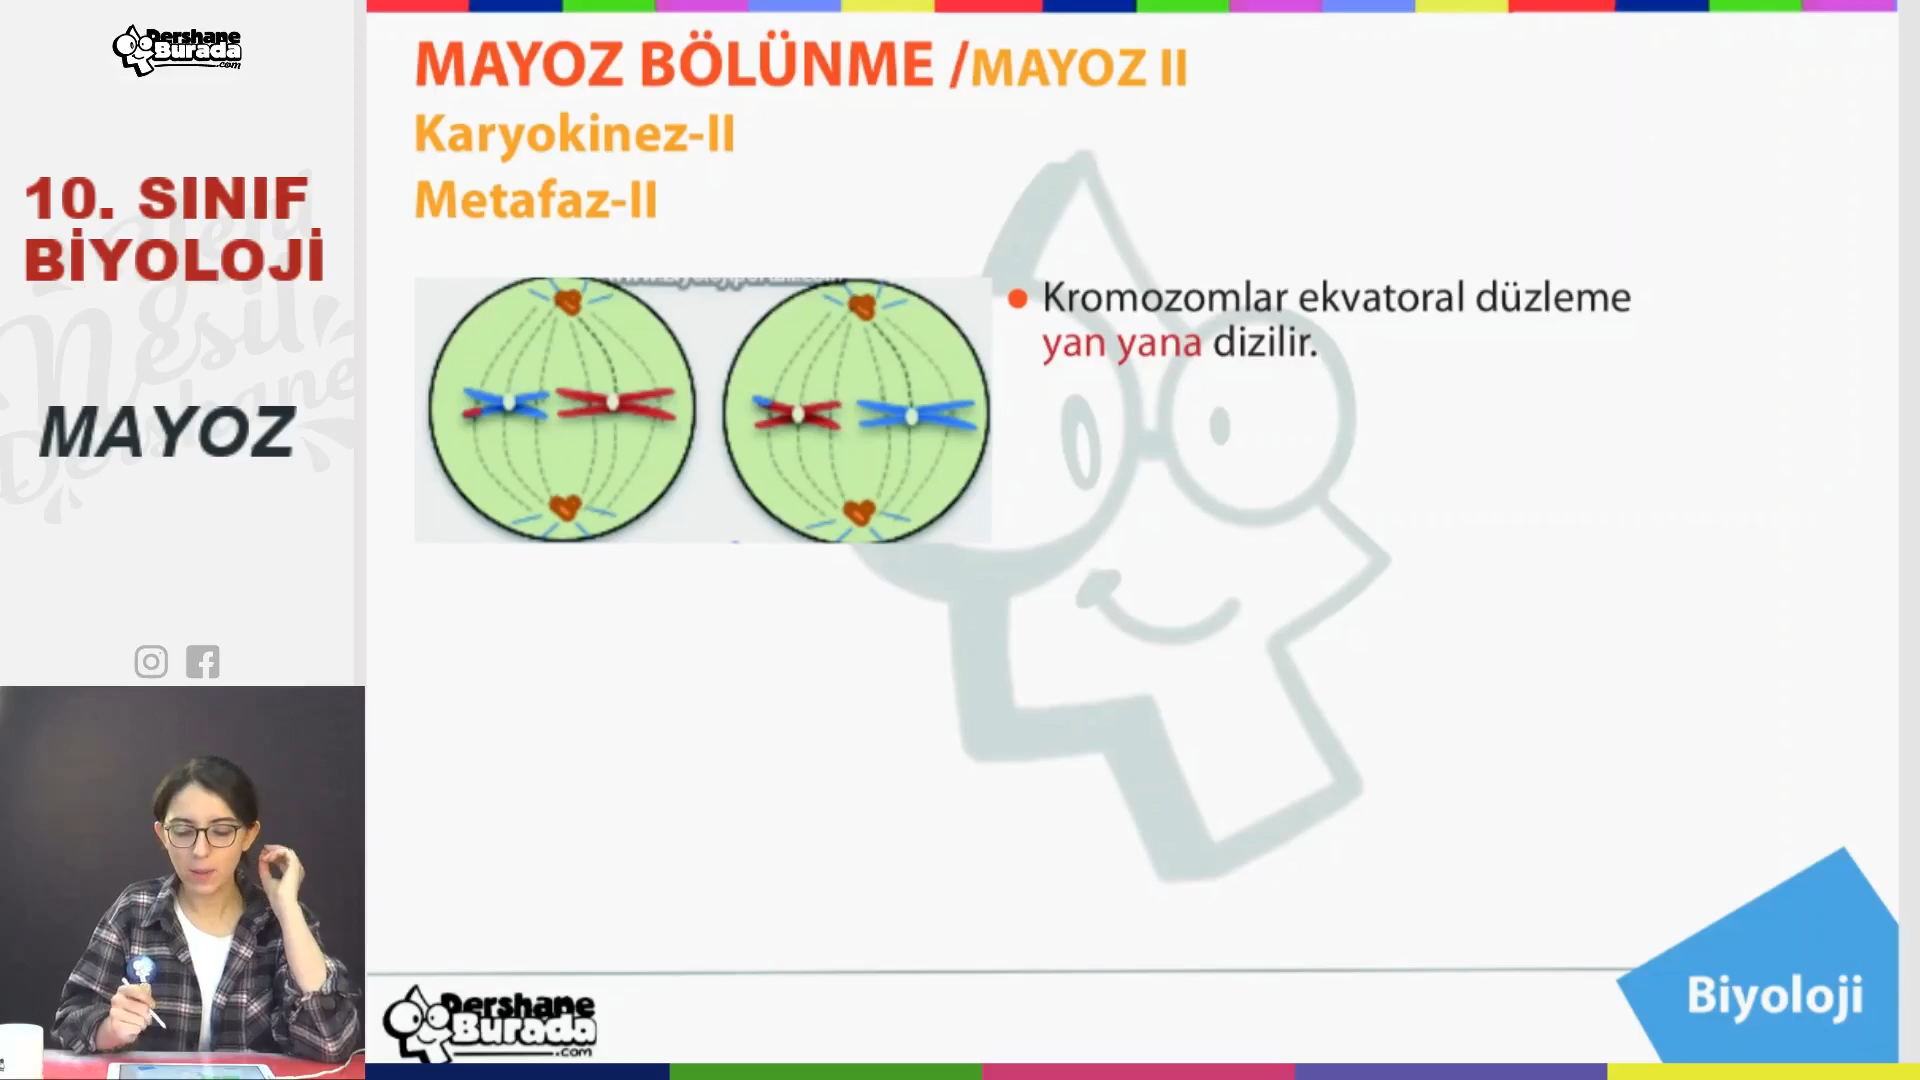 Dershane
Burada
.com
10. SINIF
BİYOLOJİ
MAYOZ
MAYOZ BÖLÜNME /MAYOZ II
Karyokinez-II
Metafaz-II
Kromozomlar ekvatoral düzleme
yan yana dizilir.
Dershane
Burada
.com
Biyoloji